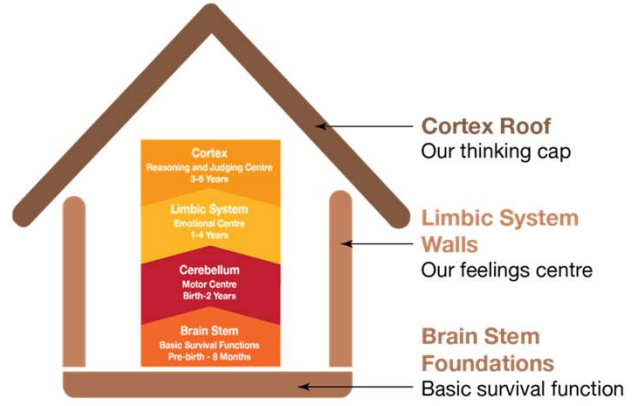 Cortex Roof
Our thinking cap
Cortex
Reasoning and Judging Centre
3-6 Years
Limbic System
Emotional Centre
1-4 Years
Limbic System
Walls
Our feelings centre
Cerebellum
Motor Centre
Birth-2 Years
Brain Stem
Basic Survival Functions
Pre-birth - 8 Months
Brain Stem
Foundations
Basic survival function